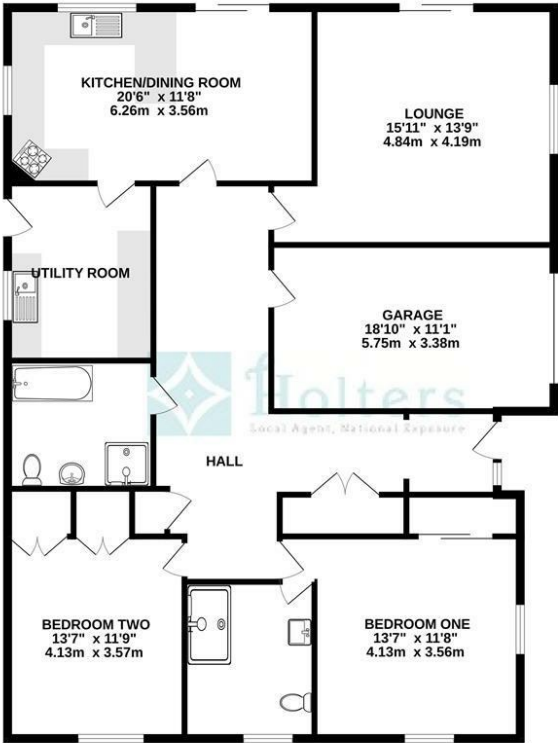 KITCHEN/DINING ROOM
20'6" x 11'8"
6.26m x 3.56m
LOUNGE
15'11" x 13'9"
4.84m x 4.19m
UTILITY ROOM
GARAGE
18'10" x 11'1"
5.75m x 3.38m
Holters
Local Agent, National Exposure
HALL
BEDROOM TWO
13'7" x 11'9"
4.13m x 3.57m
BEDROOM ONE
13'7" x 11'8"
4.13m x 3.56m